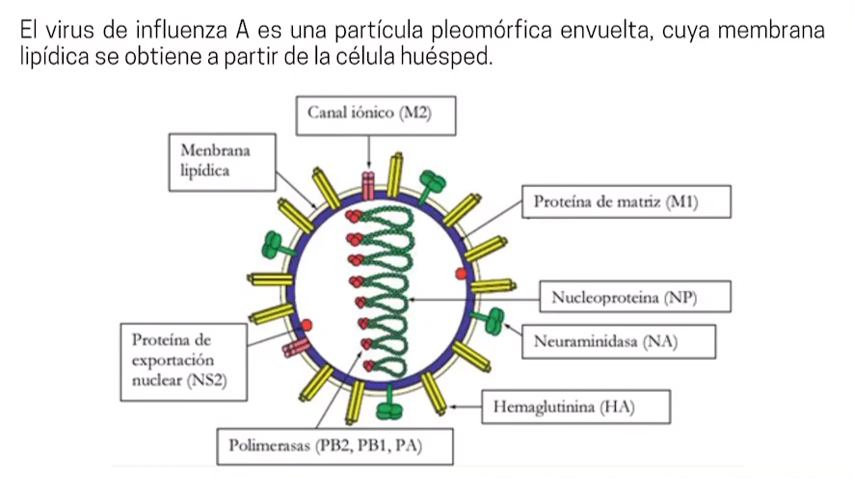 El virus de influenza A es una partícula pleomórfica envuelta, cuya membrana
lipídica se obtiene a partir de la célula huésped.
Canal iónico (M2)
Menbrana
lipídica
Proteína de matriz (M1)
Nucleoproteina (NP)
Neuraminidasa (NA)
Proteína de
exportación
nuclear (NS2)
Hemaglutinina (HA)
Polimerasas (PB2, PB1, PA)